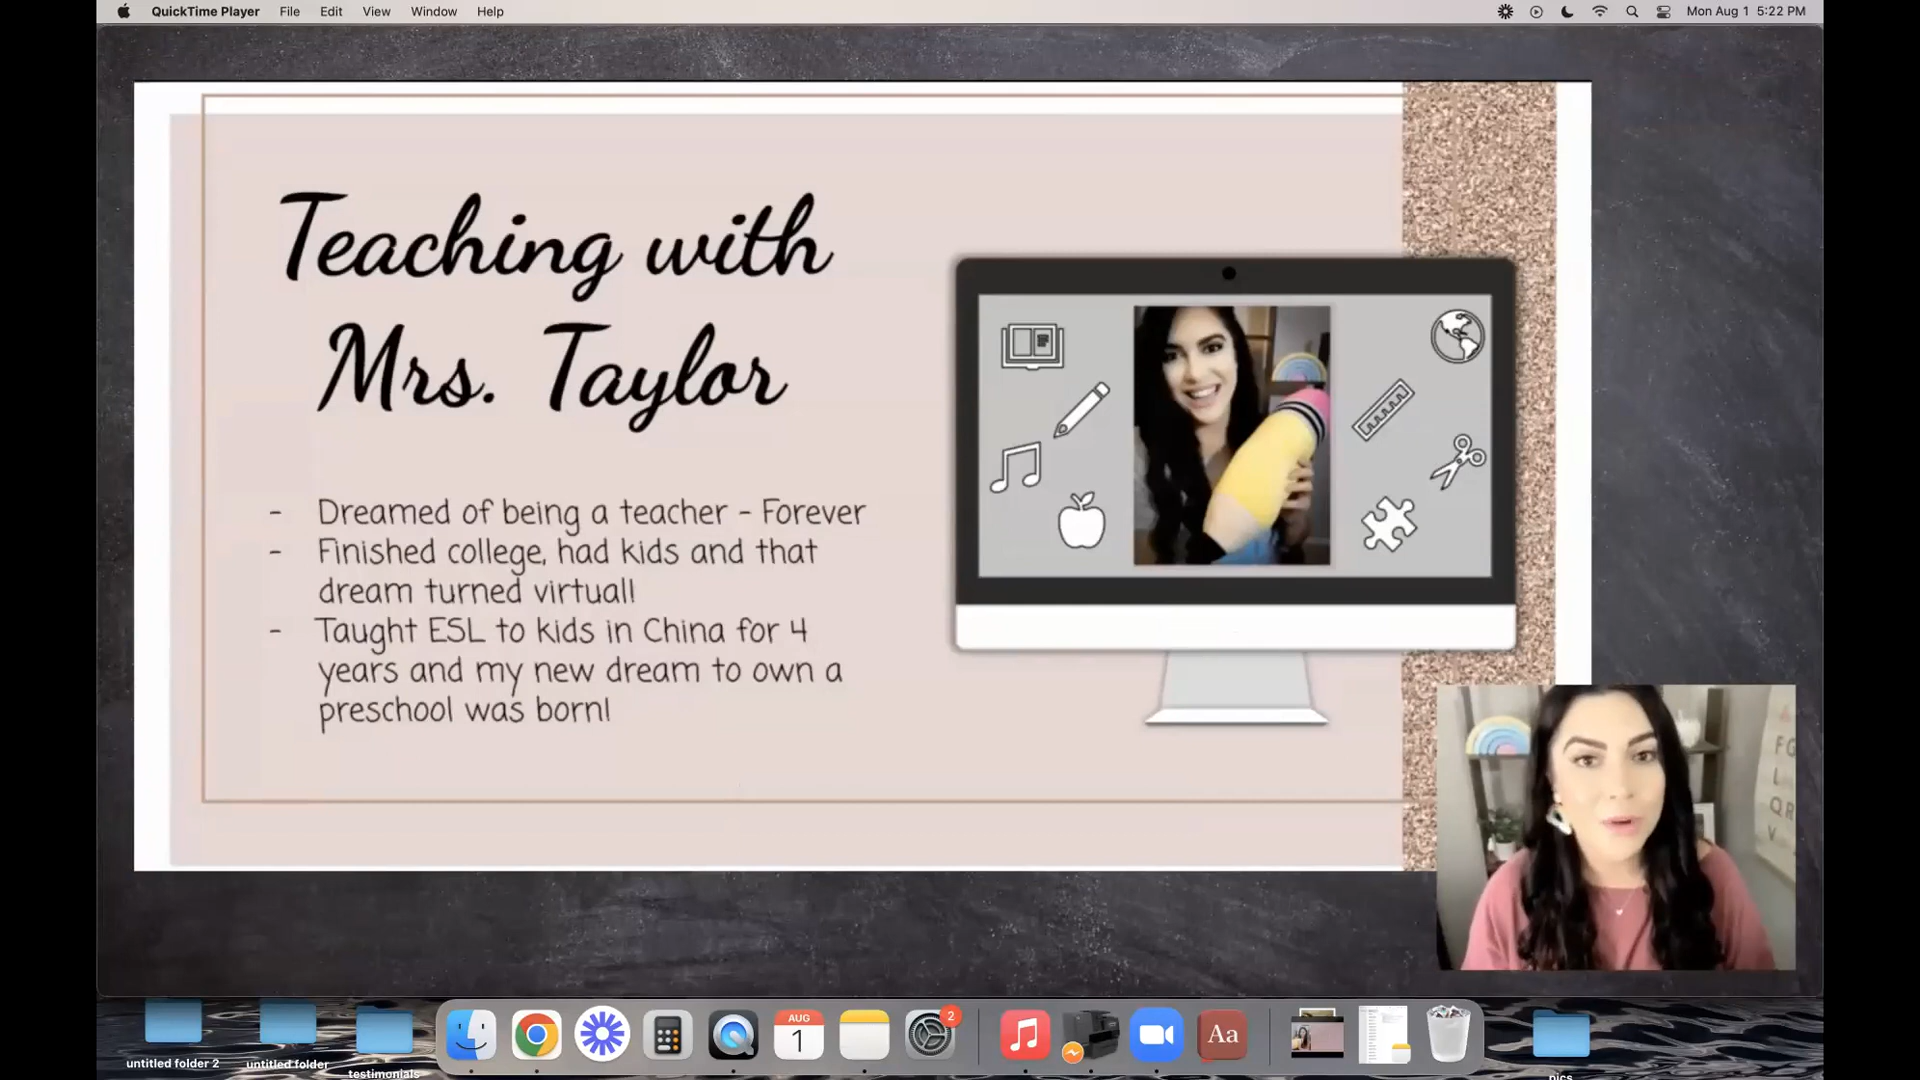 QuickTime Player File Edit View Window Help Mon Aug 1 5:22 PM
Teaching with
Mrs. Taylor
- Dreamed of being a teacher - Forever
- Finished college, had kids and that
dream turned virtual!
- Taught ESL to kids in China for 4
years and my new dream to own a
preschool was born!
F G
L
Q R
V
AUG
1
2
Aa
untitled folder 2
untitled folder
testimonials
pics